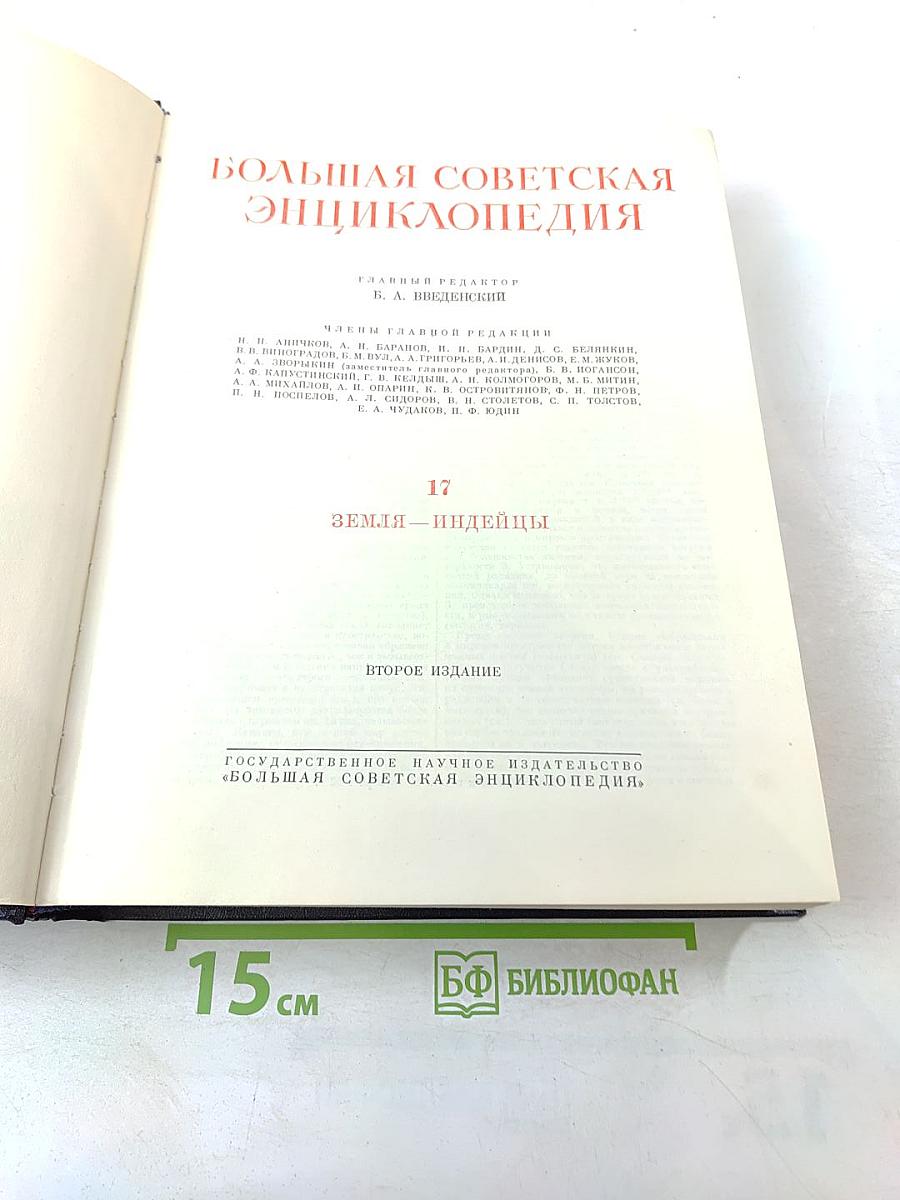 БОЛЬШАЯ СОВЕТСКАЯ
ЭНЦИКЛОПЕДИЯ
ГЛАВНЫЙ РЕДАКТОР
Б. А. ВВЕДЕНСКИЙ
ЧЛЕНЫ ГЛАВНОЙ РЕДАКЦИИ
Н. Н. АНИЧКОВ, А. Н. БАРАНОВ, И. П. БАРДИН, Д. С. БЕЛЯНКИН,
В. В. ВИНОГРАДОВ, Б. М. ВУЛ, А. А. ГРИГОРЬЕВ, А. И. ДЕНИСОВ, Е. М. ЖУКОВ,
А. А. ЗВОРЫКИН (заместитель главного редактора), Б. В. ИОГАНСОН,
А. Ф. КАПУСТИНСКИЙ, Г. В. КЕЛДЫШ, А. Н. КОЛМОГОРОВ, М. Б. МИТИН,
А. А. МИХАЙЛОВ, А. И. ОПАРИН, К. В. ОСТРОВИТЯНОВ, Ф. Н. ПЕТРОВ,
П. Н. ПОСПЕЛОВ, А. Л. СИДОРОВ, В. Н. СТОЛЕТОВ, С. П. ТОЛСТОВ,
Е. А. ЧУДАКОВ, П. Ф. ЮДИН
17
ЗЕМЛЯ—ИНДЕЙЦЫ
ВТОРОЕ ИЗДАНИЕ
ГОСУДАРСТВЕННОЕ НАУЧНОЕ ИЗДАТЕЛЬСТВО
«БОЛЬШАЯ СОВЕТСКАЯ ЭНЦИКЛОПЕДИЯ»
15 см
БФ БИБЛИОФАН